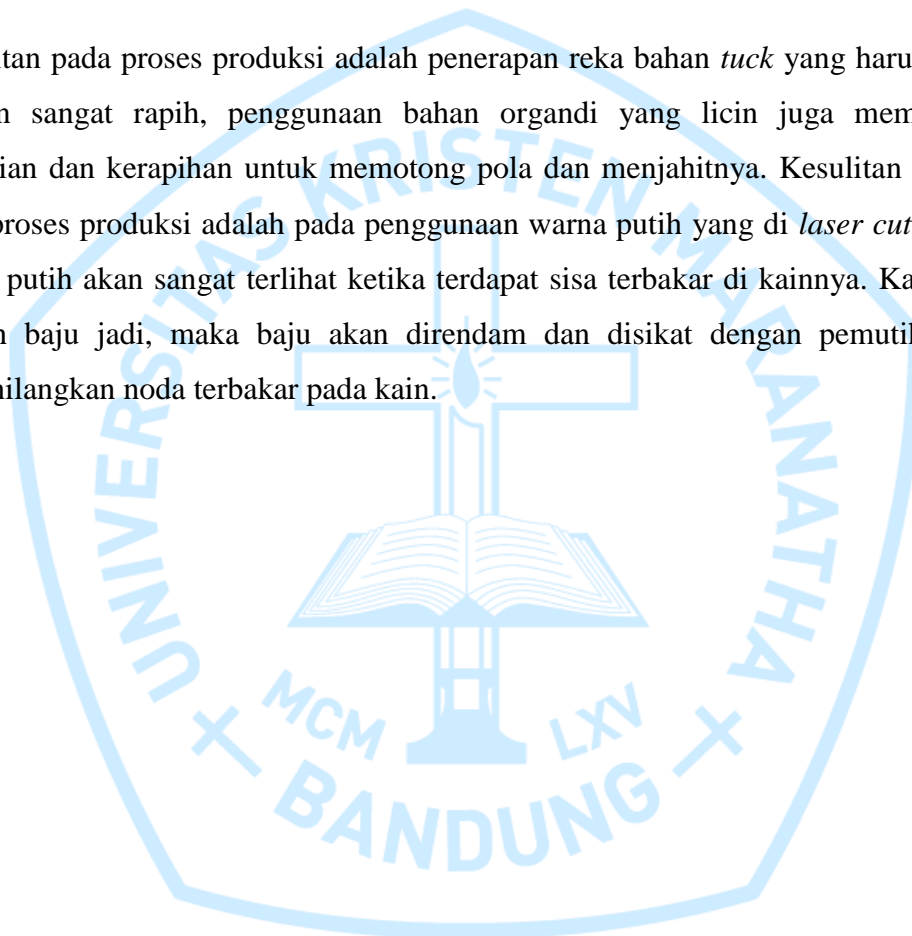 tan pada proses produksi adalah penerapan reka bahan tuck yang haru
n sangat rapih, penggunaan bahan organdi yang licin juga mem
ian dan kerapihan untuk memotong pola dan menjahitnya. Kesulitan
proses produksi adalah pada penggunaan warna putih yang di laser cut
putih akan sangat terlihat ketika terdapat sisa terbakar di kainnya. Ka
n baju jadi, maka baju akan direndam dan disikat dengan pemutil
nilangkan noda terbakar pada kain.
UNIVERSITAS KRISTEN MARANATHA
MCM LXV
BANDUNG